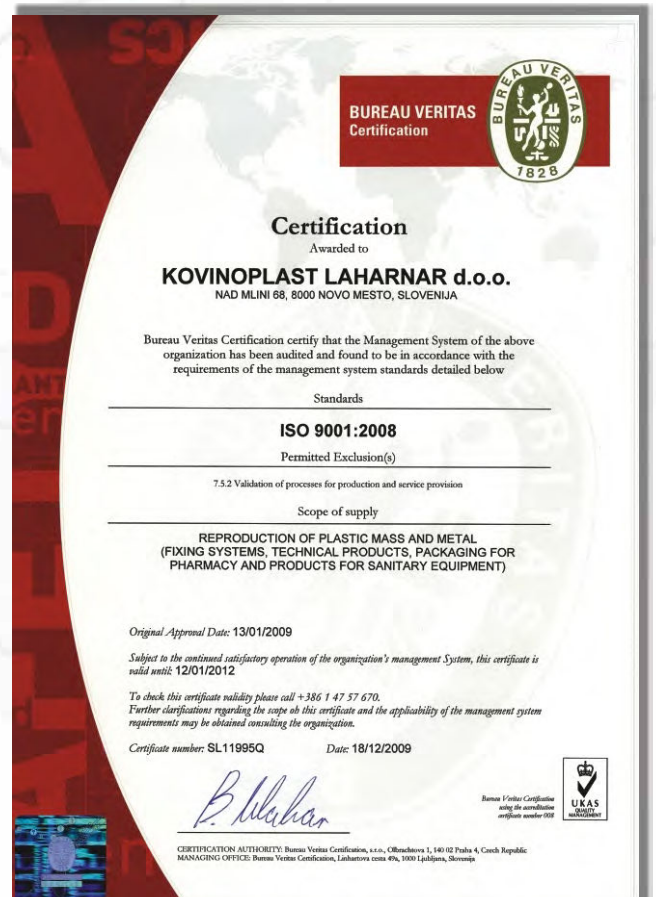 BUREAU VERITAS
Certification
BUREAU VERITAS
1828
Certification
Awarded to
KOVINOPLAST LAHARNAR d.o.o.
NAD MLINI 68, 8000 NOVO MESTO, SLOVENIJA
Bureau Veritas Certification certify that the Management System of the above
organization has been audited and found to be in accordance with the
requirements of the management system standards detailed below
Standards
ISO 9001:2008
Permitted Exclusion(s)
7.5.2 Validation of processes for production and service provision
Scope of supply
REPRODUCTION OF PLASTIC MASS AND METAL
(FIXING SYSTEMS, TECHNICAL PRODUCTS, PACKAGING FOR
PHARMACY AND PRODUCTS FOR SANITARY EQUIPMENT)
Original Approval Date: 13/01/2009
Subject to the continued satisfactory operation of the organization's management System, this certificate is
valid until: 12/01/2012
To check this certificate validity please call +386 1 47 57 670.
Further clarifications regarding the scope oh this certificate and the applicability of the management system
requirements may be obtained consulting the organization.
Certificate number: SL11995Q Date: 18/12/2009
Bureau Veritas Certification
using the accreditation
certificate number 008
UKAS
QUALITY
MANAGEMENT
CERTIFICATION AUTHORITY: Bureau Veritas Certification, s.r.o., Olbrachtova 1, 140 02 Praha 4, Czech Republic
MANAGING OFFICE: Bureau Veritas Certification, Linhartova cesta 49a, 1000 Ljubljana, Slovenija